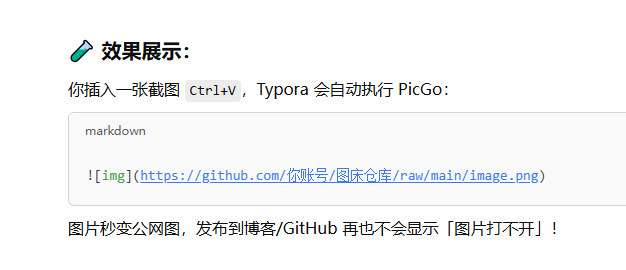 🧪 效果展示：
你插入一张截图 Ctrl+V，Typora 会自动执行 PicGo：
markdown
![img](https://github.com/你账号/图床仓库/raw/main/image.png)
图片秒变公网图，发布到博客/GitHub 再也不会显示「图片打不开」！